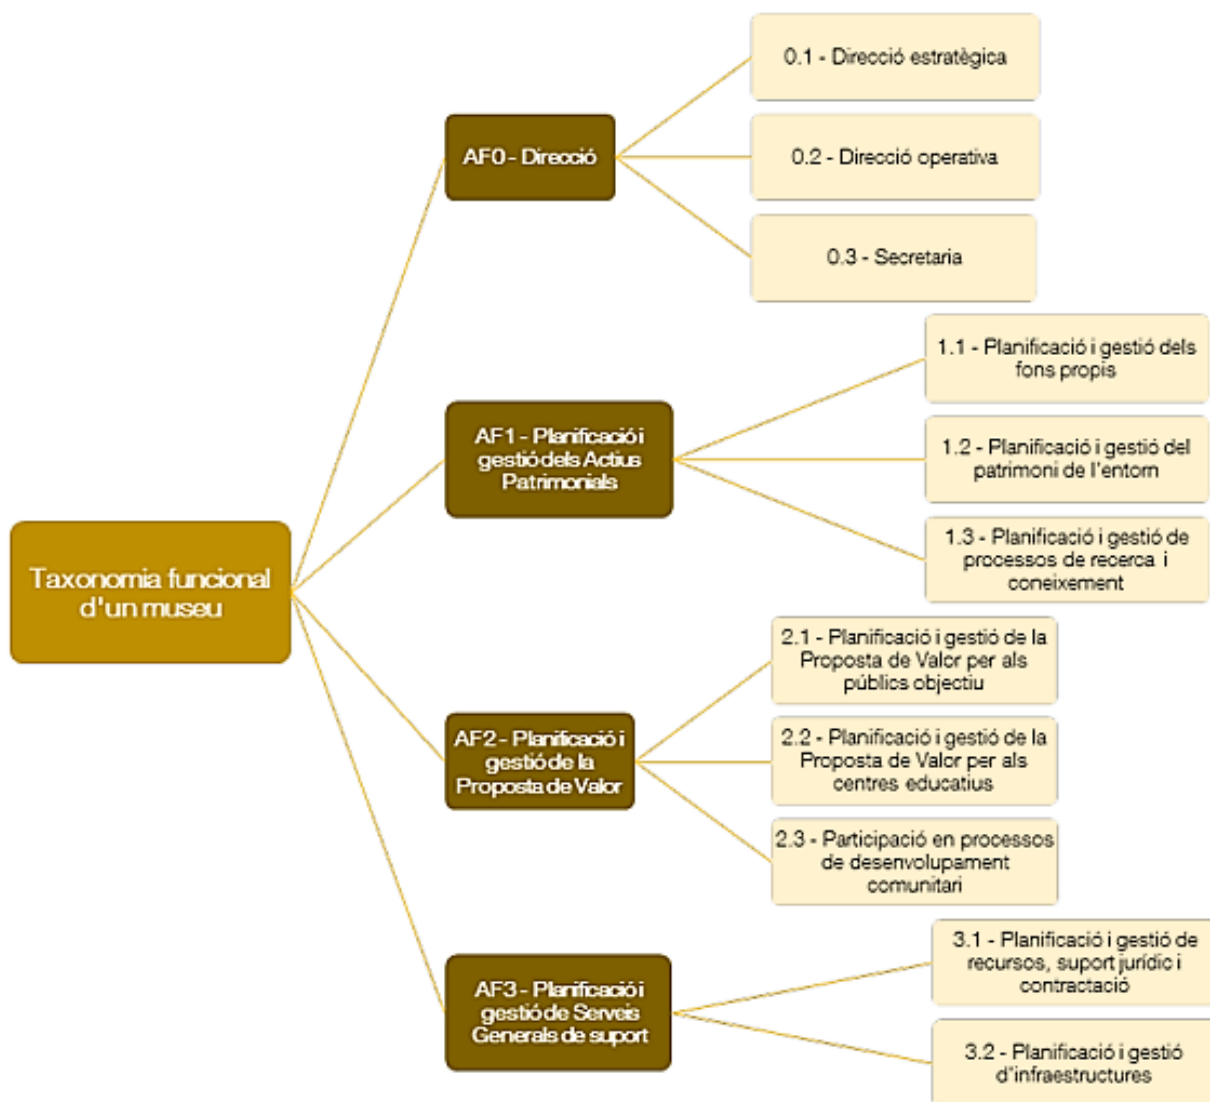 Taxonomia funcional
d'un museu
AF0 - Direcció
0.1 - Direcció estratègica
0.2 - Direcció operativa
0.3 - Secretaria
AF1 - Planificació i
gestió dels Actius
Patrimonials
1.1 - Planificació i gestió dels
fons propis
1.2 - Planificació i gestió del
patrimoni de l'entorn
1.3 - Planificació i gestió de
processos de recerca i
coneixement
AF2 - Planificació i
gestió de la
Proposta de Valor
2.1 - Planificació i gestió de la
Proposta de Valor per als
públics objectiu
2.2 - Planificació i gestió de la
Proposta de Valor per als
centres educatius
2.3 - Participació en processos
de desenvolupament
comunitari
AF3 - Planificació i
gestió de Serveis
Generals de suport
3.1 - Planificació i gestió de
recursos, suport jurídic i
contractació
3.2 - Planificació i gestió
d'infraestructures